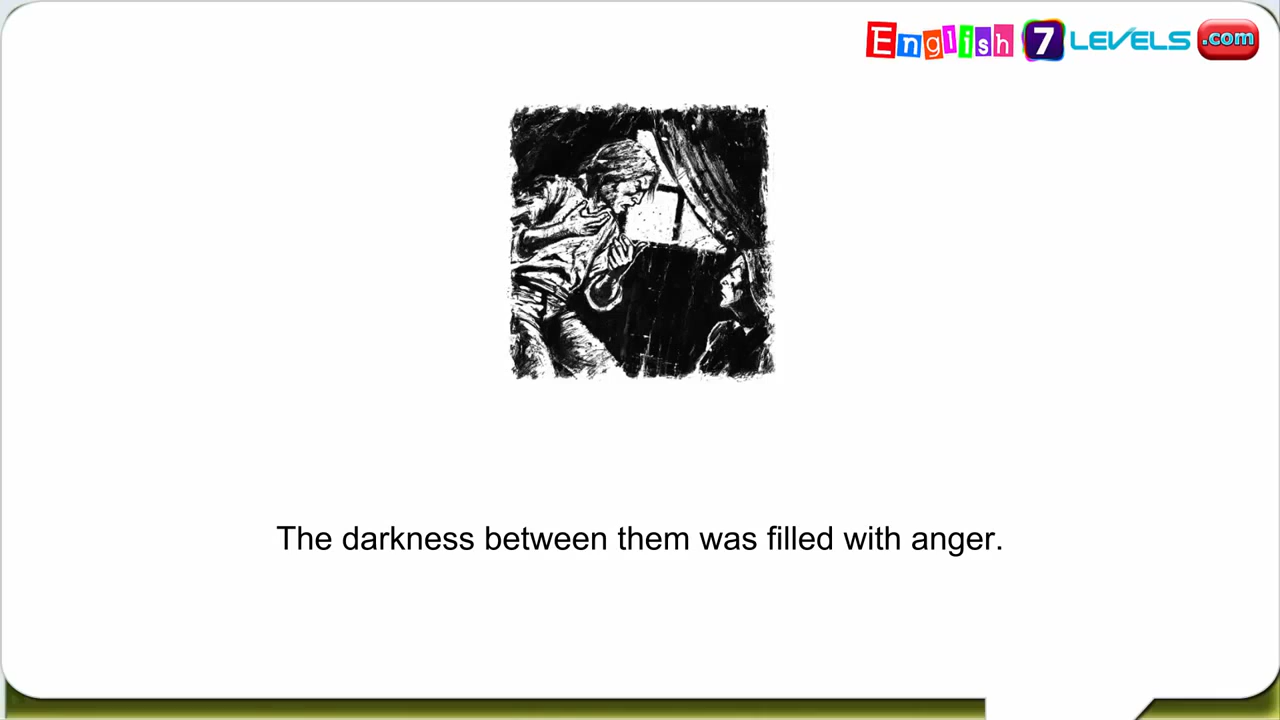 English 7 LEVELS .com
The darkness between them was filled with anger.